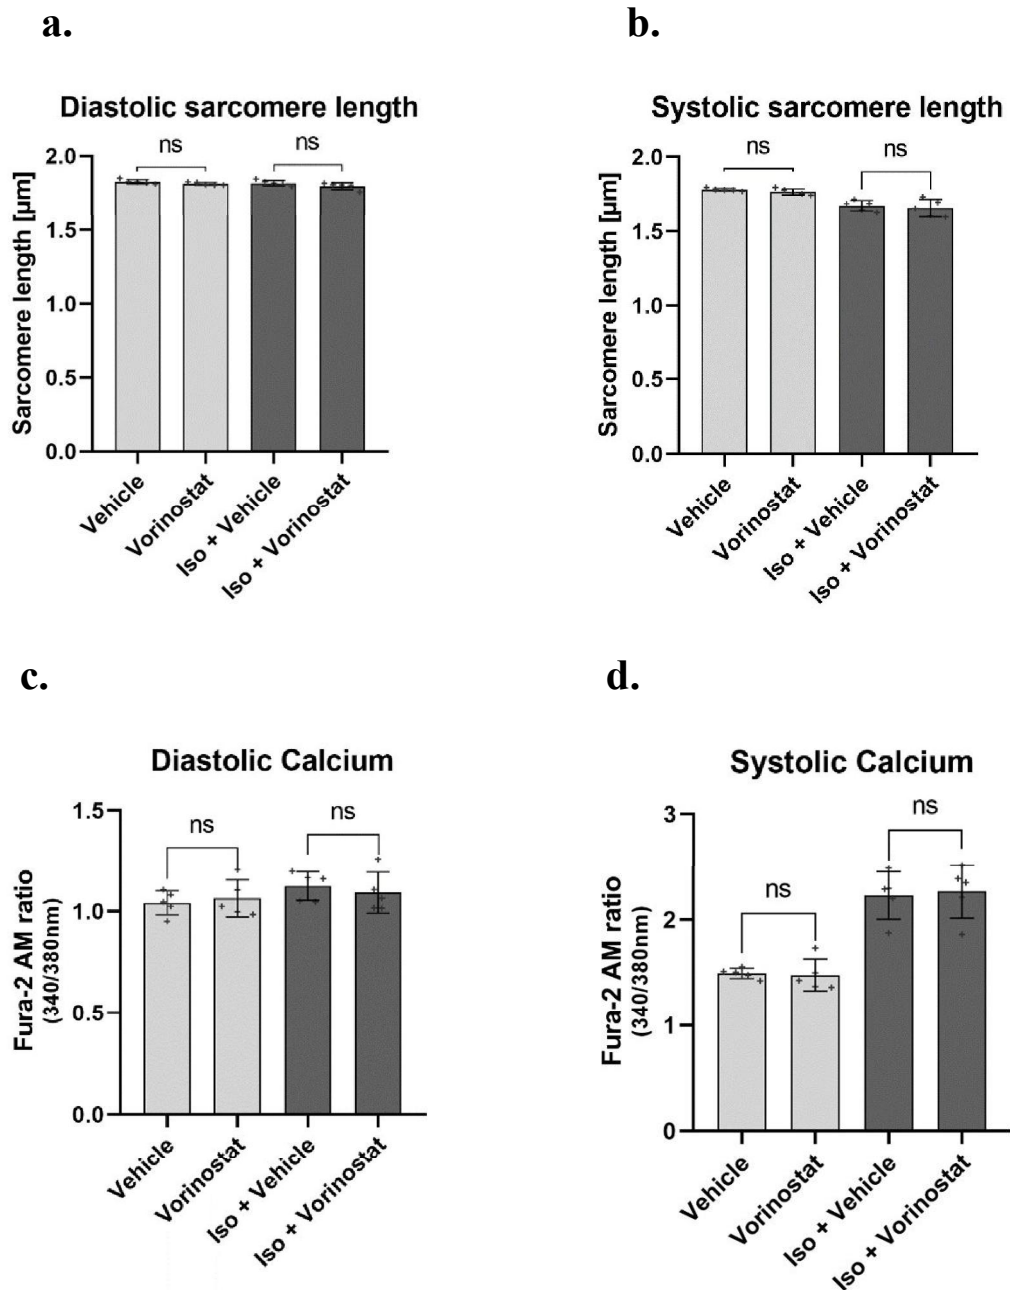 a.
Diastolic sarcomere length
ns
ns
Sarcomere length [µm]
2.0
1.5
1.0
0.5
0.0
Vehicle
Vorinostat
Iso + Vehicle
Iso + Vorinostat
b.
Systolic sarcomere length
ns
ns
Sarcomere length [µm]
2.0
1.5
1.0
0.5
0.0
Vehicle
Vorinostat
Iso + Vehicle
Iso + Vorinostat
c.
Diastolic Calcium
ns
ns
Fura-2 AM ratio
(340/380nm)
1.5
1.0
0.5
0.0
Vehicle
Vorinostat
Iso + Vehicle
Iso + Vorinostat
d.
Systolic Calcium
ns
ns
Fura-2 AM ratio
(340/380nm)
3
2
1
0
Vehicle
Vorinostat
Iso + Vehicle
Iso + Vorinostat